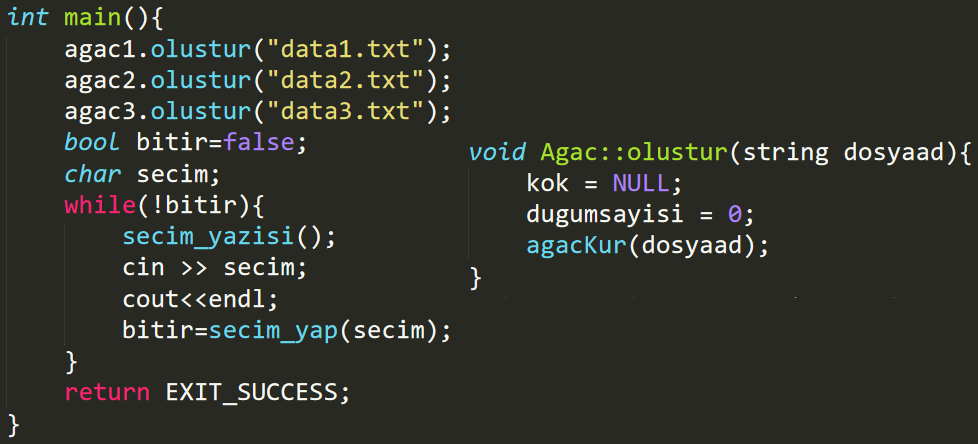 int main(){
agac1.olustur("data1.txt");
agac2.olustur("data2.txt");
agac3.olustur("data3.txt");
bool bitir=false;
char secim;
while(!bitir){
secim_yazisi();
cin >> secim;
cout<<endl;
bitir=secim_yap(secim);
}
return EXIT_SUCCESS;
}
void Agac::olustur(string dosyaad){
kok = NULL;
dugumsayisi = 0;
agacKur(dosyaad);
}